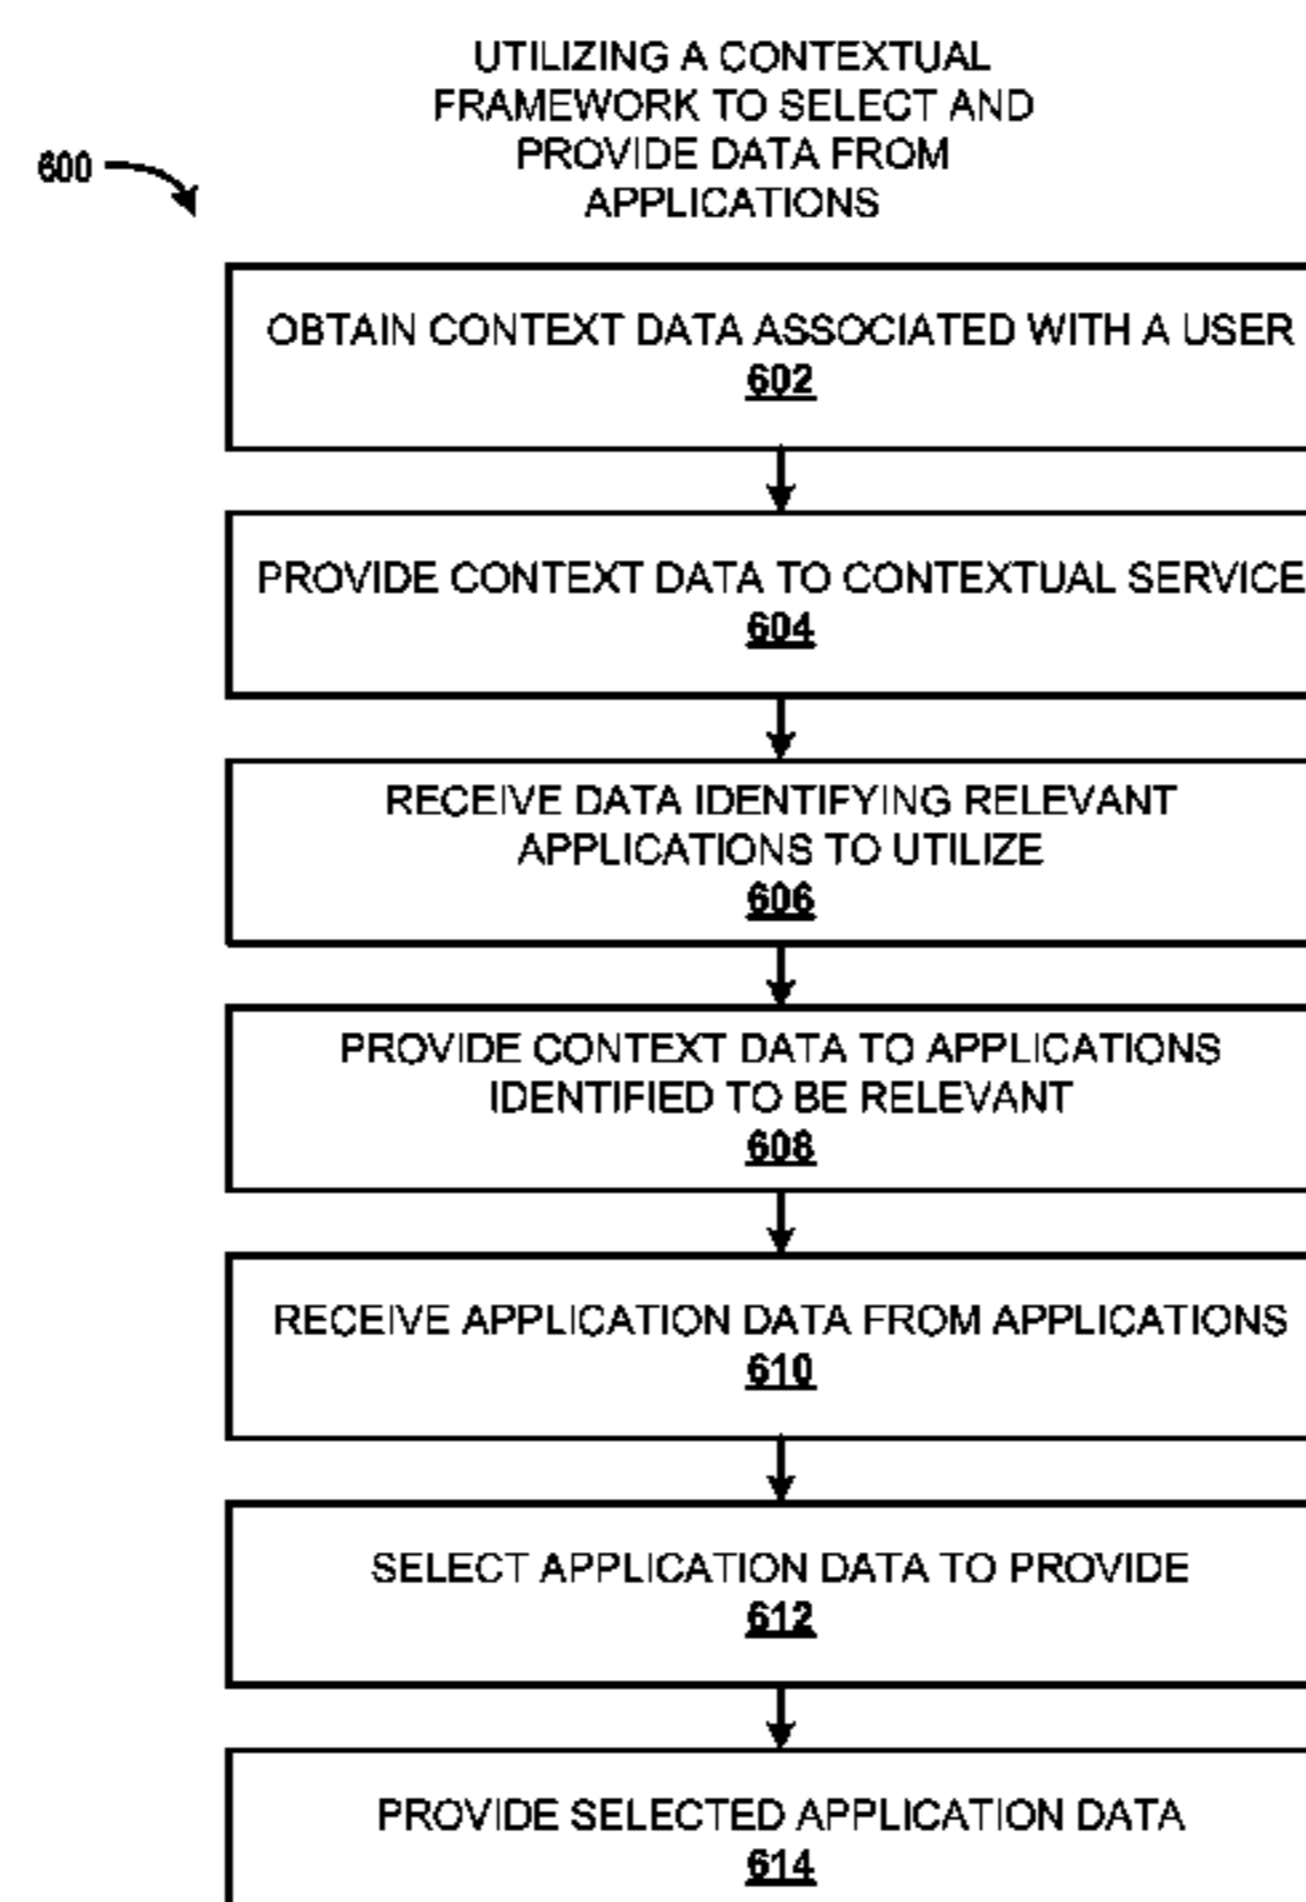 UTILIZING A CONTEXTUAL
FRAMEWORK TO SELECT AND
PROVIDE DATA FROM
APPLICATIONS
600
OBTAIN CONTEXT DATA ASSOCIATED WITH A USER
602
PROVIDE CONTEXT DATA TO CONTEXTUAL SERVICE
604
RECEIVE DATA IDENTIFYING RELEVANT
APPLICATIONS TO UTILIZE
606
PROVIDE CONTEXT DATA TO APPLICATIONS
IDENTIFIED TO BE RELEVANT
608
RECEIVE APPLICATION DATA FROM APPLICATIONS
610
SELECT APPLICATION DATA TO PROVIDE
612
PROVIDE SELECTED APPLICATION DATA
614